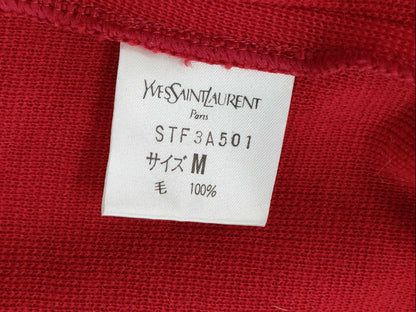 YVESSAINTLAURENT
Paris
STF3A501
サイズ M
毛 100%